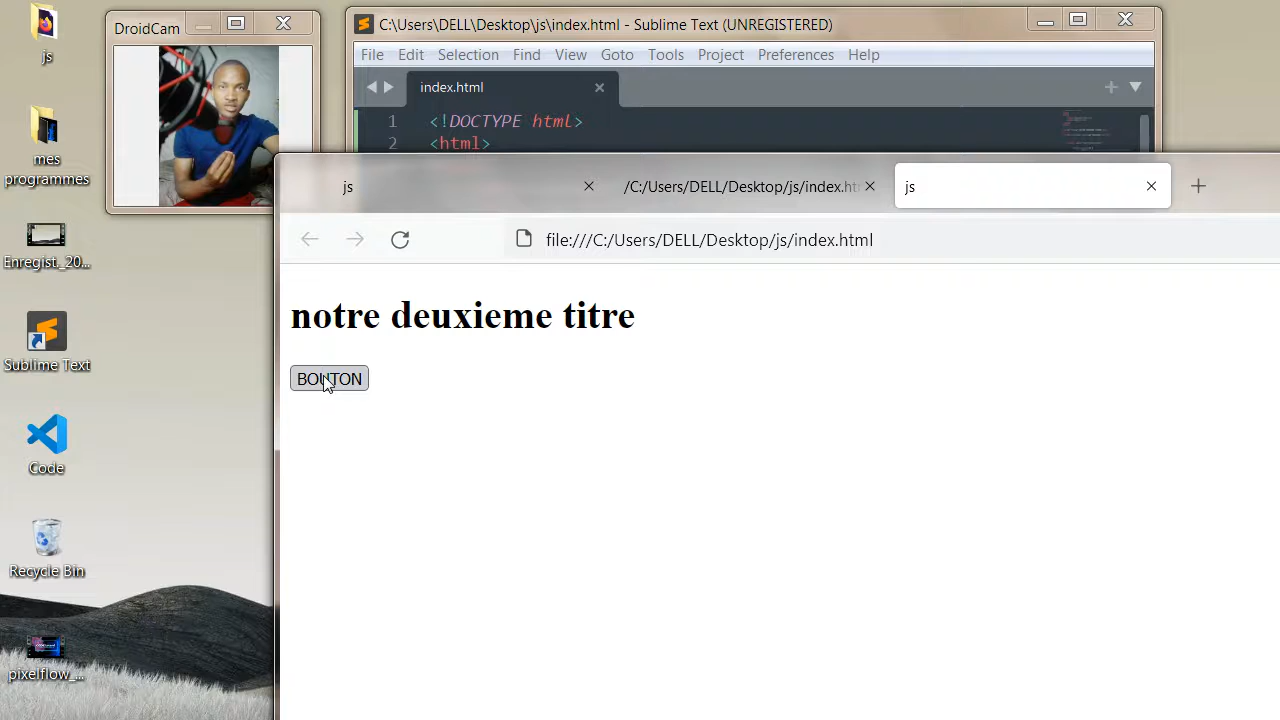 js
mes
programmes
Enregist._20...
Sublime Text
Code
Recycle Bin
pixelflow_...
DroidCam
C:\Users\DELL\Desktop\js\index.html - Sublime Text (UNREGISTERED)
File Edit Selection Find View Goto Tools Project Preferences Help
index.html
1 <!DOCTYPE html>
2 <html>
js
/C:/Users/DELL/Desktop/js/index.ht
js
file:///C:/Users/DELL/Desktop/js/index.html
notre deuxieme titre
BOUTON